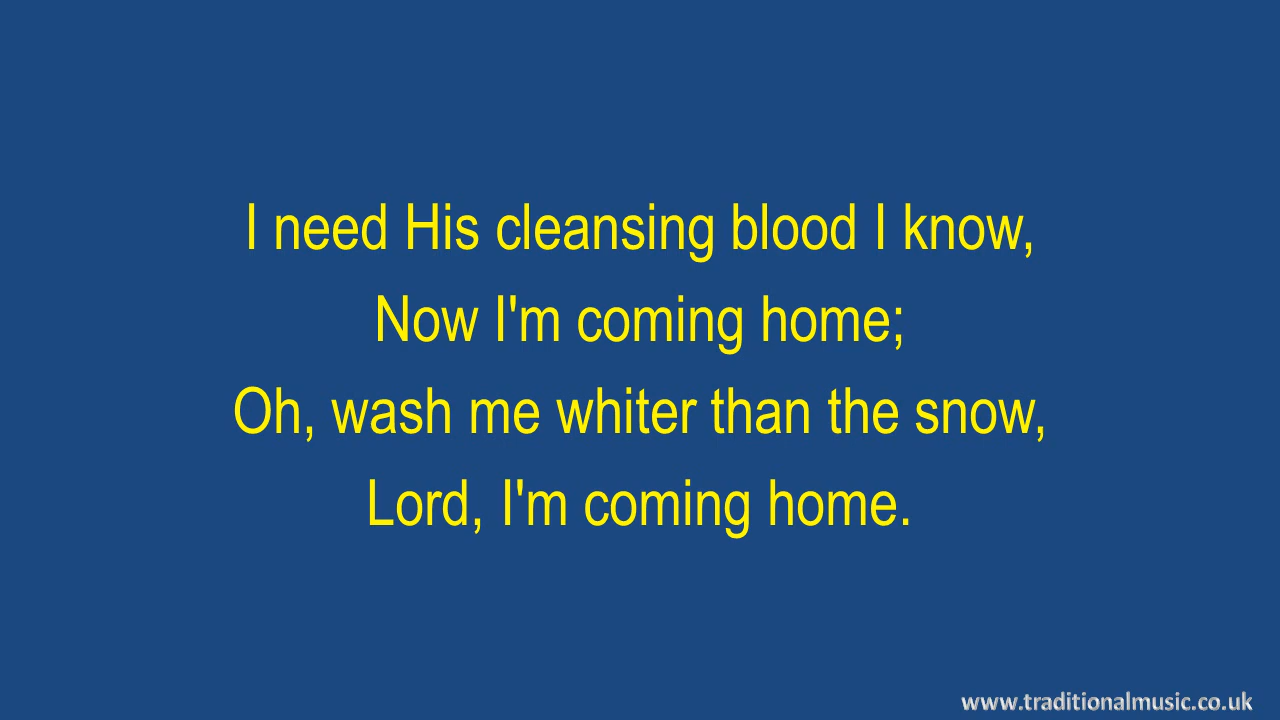 I need His cleansing blood I know,
Now I'm coming home;
Oh, wash me whiter than the snow,
Lord, I'm coming home.
www.traditionalmusic.co.uk